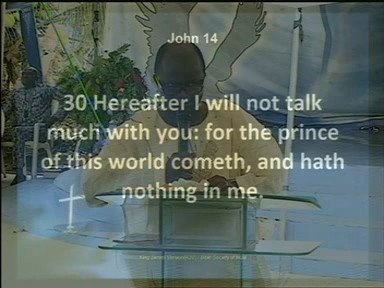 John 14
30 Hereafter I will not talk
much with you: for the prince
of this world cometh, and hath
nothing in me.